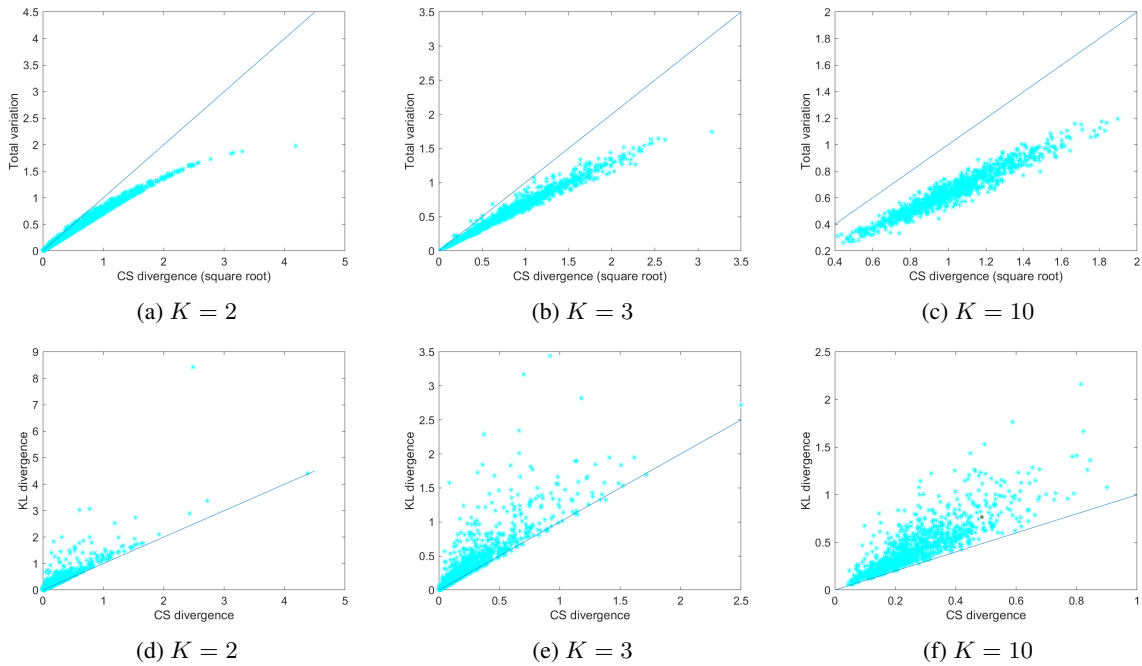 4.5
4
3.5
3
2.5
2
1.5
1
0.5
0
Total variation
0 1 2 3 4 5
CS divergence (square root)
(a) K = 2
3.5
3
2.5
2
1.5
1
0.5
0
Total variation
0 0.5 1 1.5 2 2.5 3 3.5
CS divergence (square root)
(b) K = 3
2
1.8
1.6
1.4
1.2
1
0.8
0.6
0.4
0.2
Total variation
0.4 0.6 0.8 1 1.2 1.4 1.6 1.8 2
CS divergence (square root)
(c) K = 10
9
8
7
6
5
4
3
2
1
0
KL divergence
0 1 2 3 4 5
CS divergence
(d) K = 2
3.5
3
2.5
2
1.5
1
0.5
0
KL divergence
0 0.5 1 1.5 2 2.5
CS divergence
(e) K = 3
2.5
2
1.5
1
0.5
0
KL divergence
0 0.2 0.4 0.6 0.8 1
CS divergence
(f) K = 10